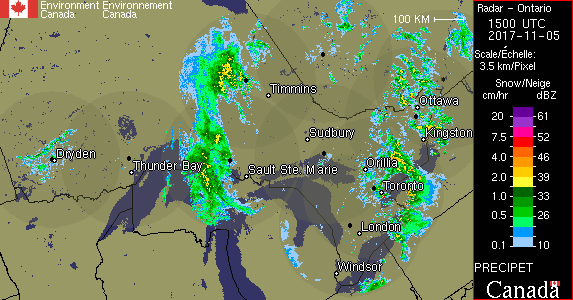 Environment Environnement
Canada Canada
100 KM
Timmins
Ottawa
Sudbury
Kingston
Dryden
Thunder Bay
Sault Ste. Marie
Orillia
Toronto
London
Windsor
Radar - Ontario
1500 UTC
2017-11-05
Scale/Échelle:
3.5 km/Pixel
Snow/Neige
cm/hr dBZ
20 61
7.5 52
4.0 46
2.0 39
1.0 33
0.5 26
0.1 10
PRECIPET
Canada